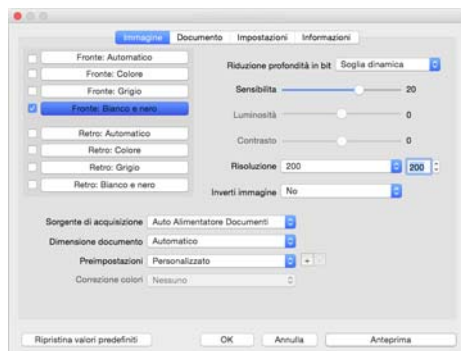 Immagine Documento Impostazioni Informazioni
Fronte: Automatico
Fronte: Colore
Fronte: Grigio
Fronte: Bianco e nero
Retro: Automatico
Retro: Colore
Retro: Grigio
Retro: Bianco e nero
Riduzione profondità in bit Soglia dinamica
Sensibilita 20
Luminosità 0
Contrasto 0
Risoluzione 200 200
Inverti immagine No
Sorgente di acquisizione Auto Alimentatore Documenti
Dimensione documento Automatico
Preimpostazioni Personalizzato + -
Correzione colori Nessuno
Ripristina valori predefiniti OK Annulla Anteprima